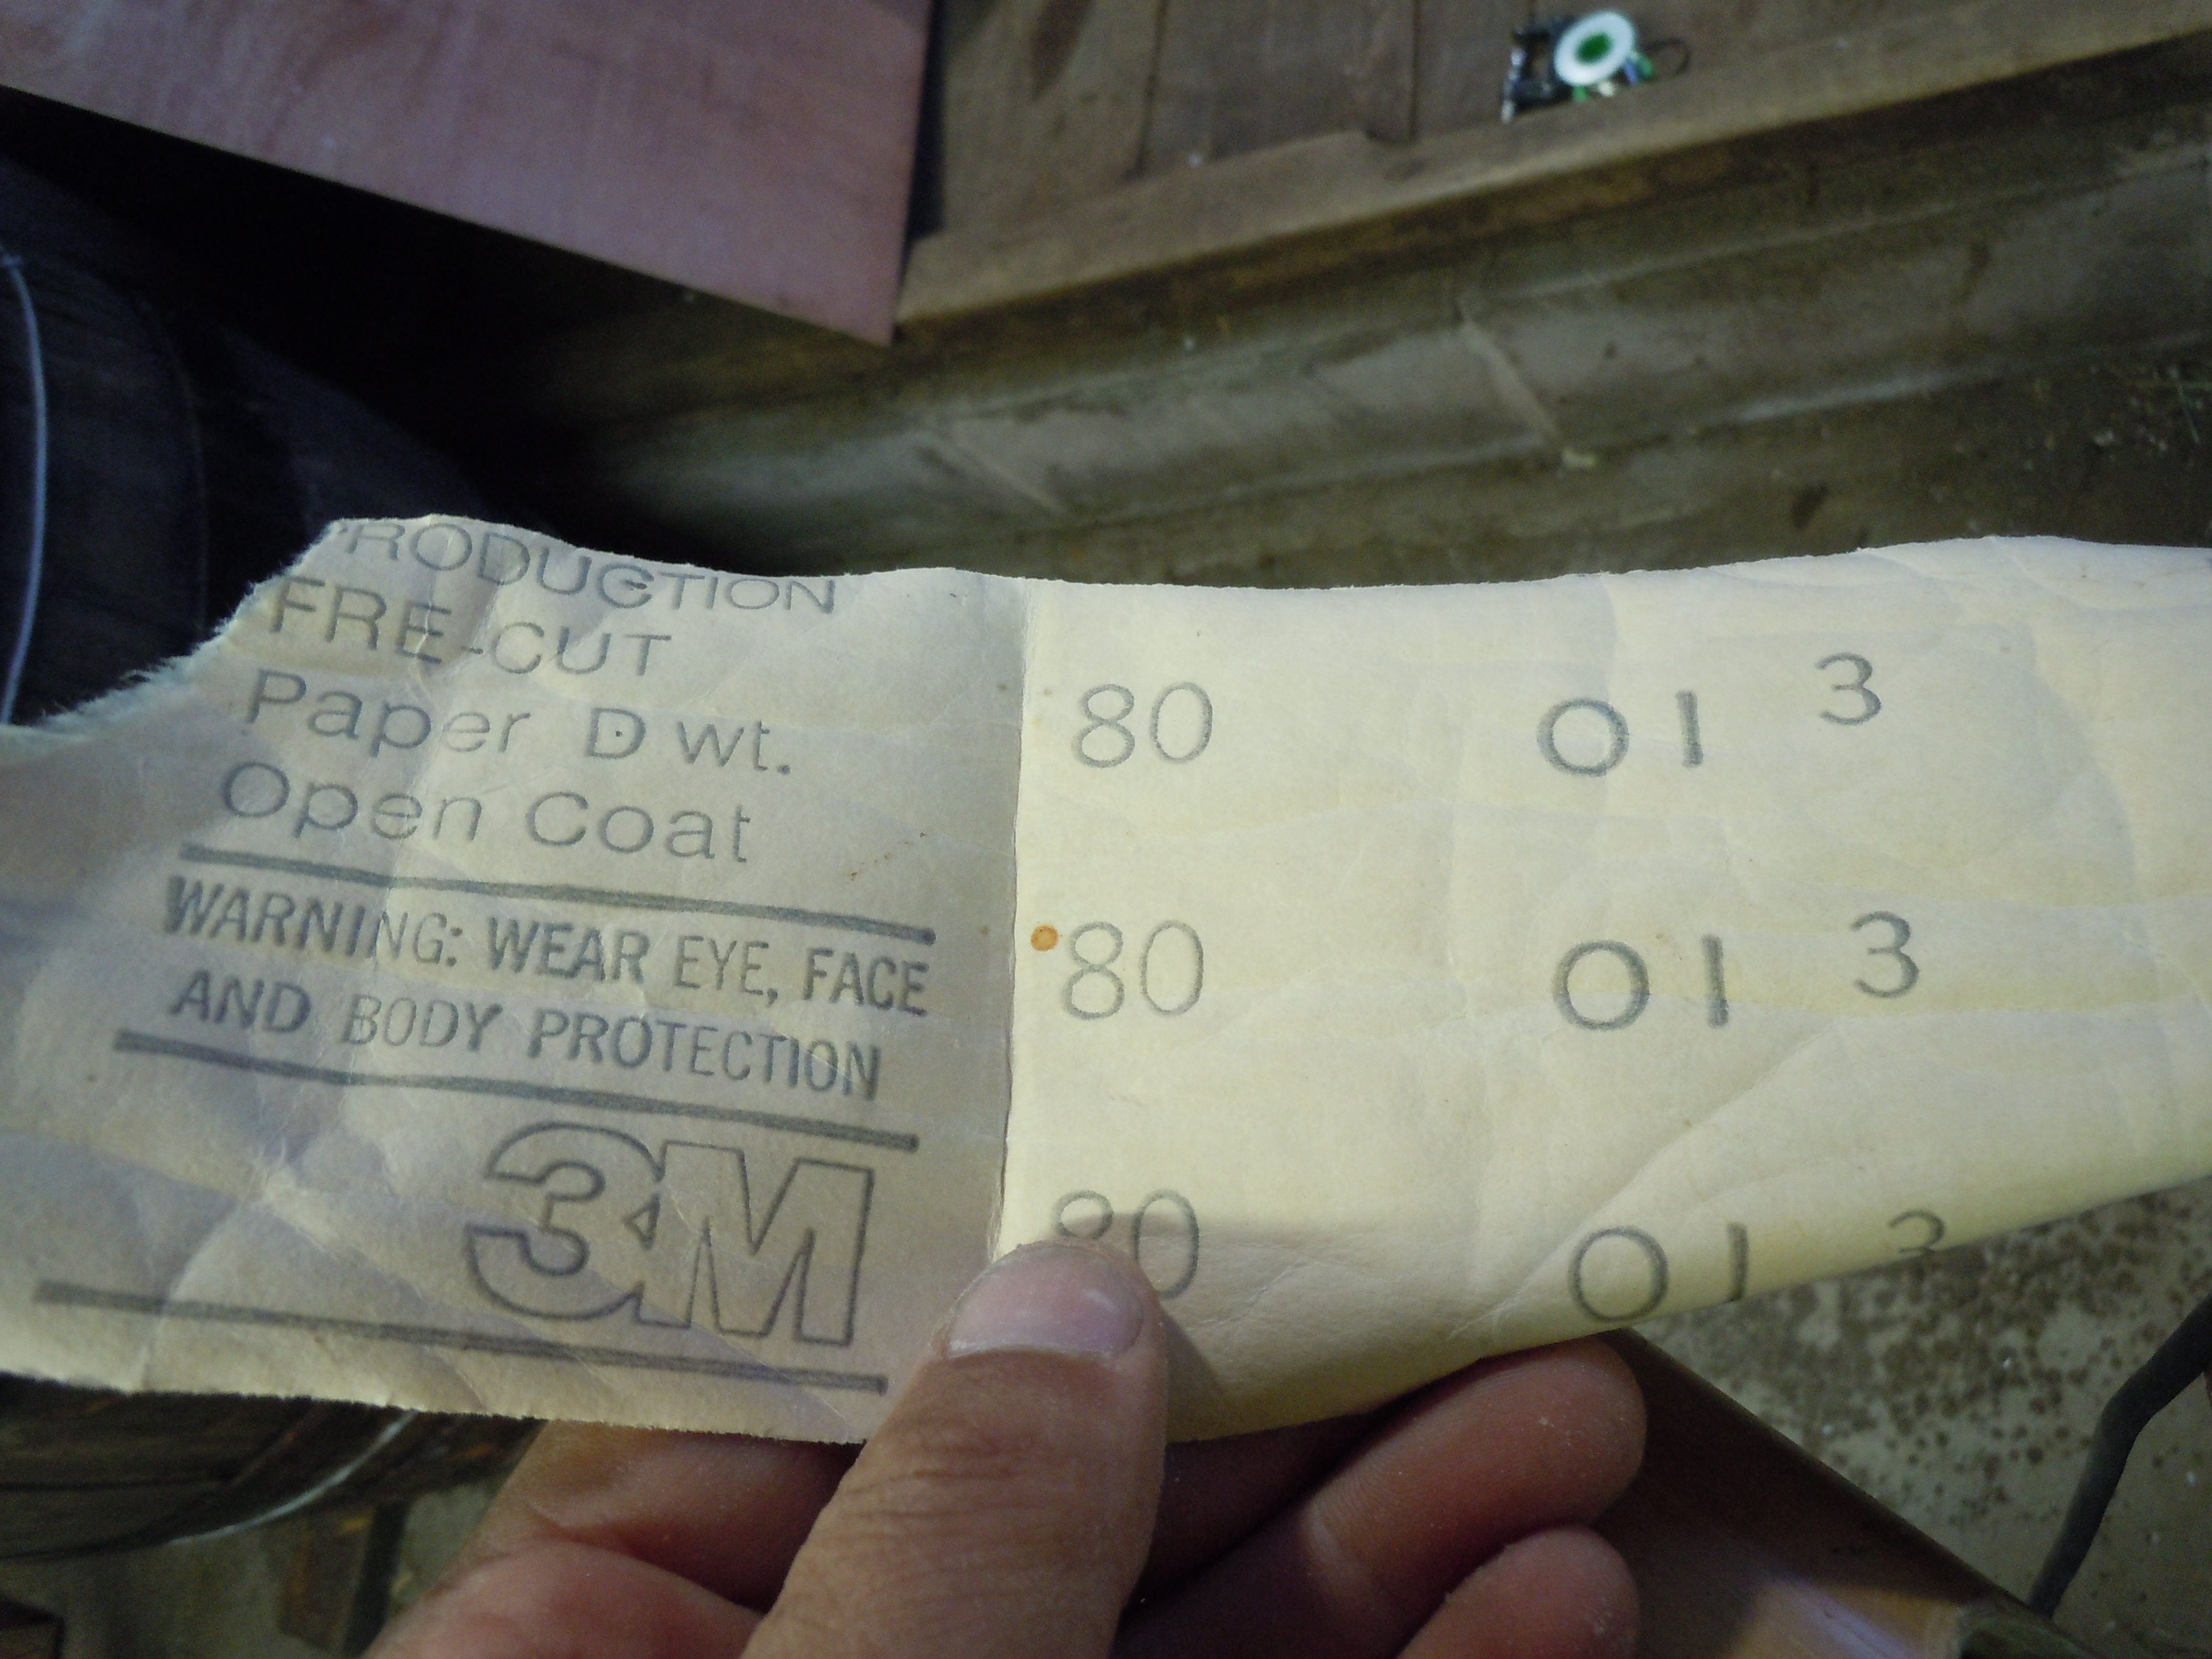 PRODUCTION
FRE-CUT
Paper D wt.
Open Coat
WARNING: WEAR EYE, FACE
AND BODY PROTECTION
3M
80 01 3
80 01 3
80 01 3